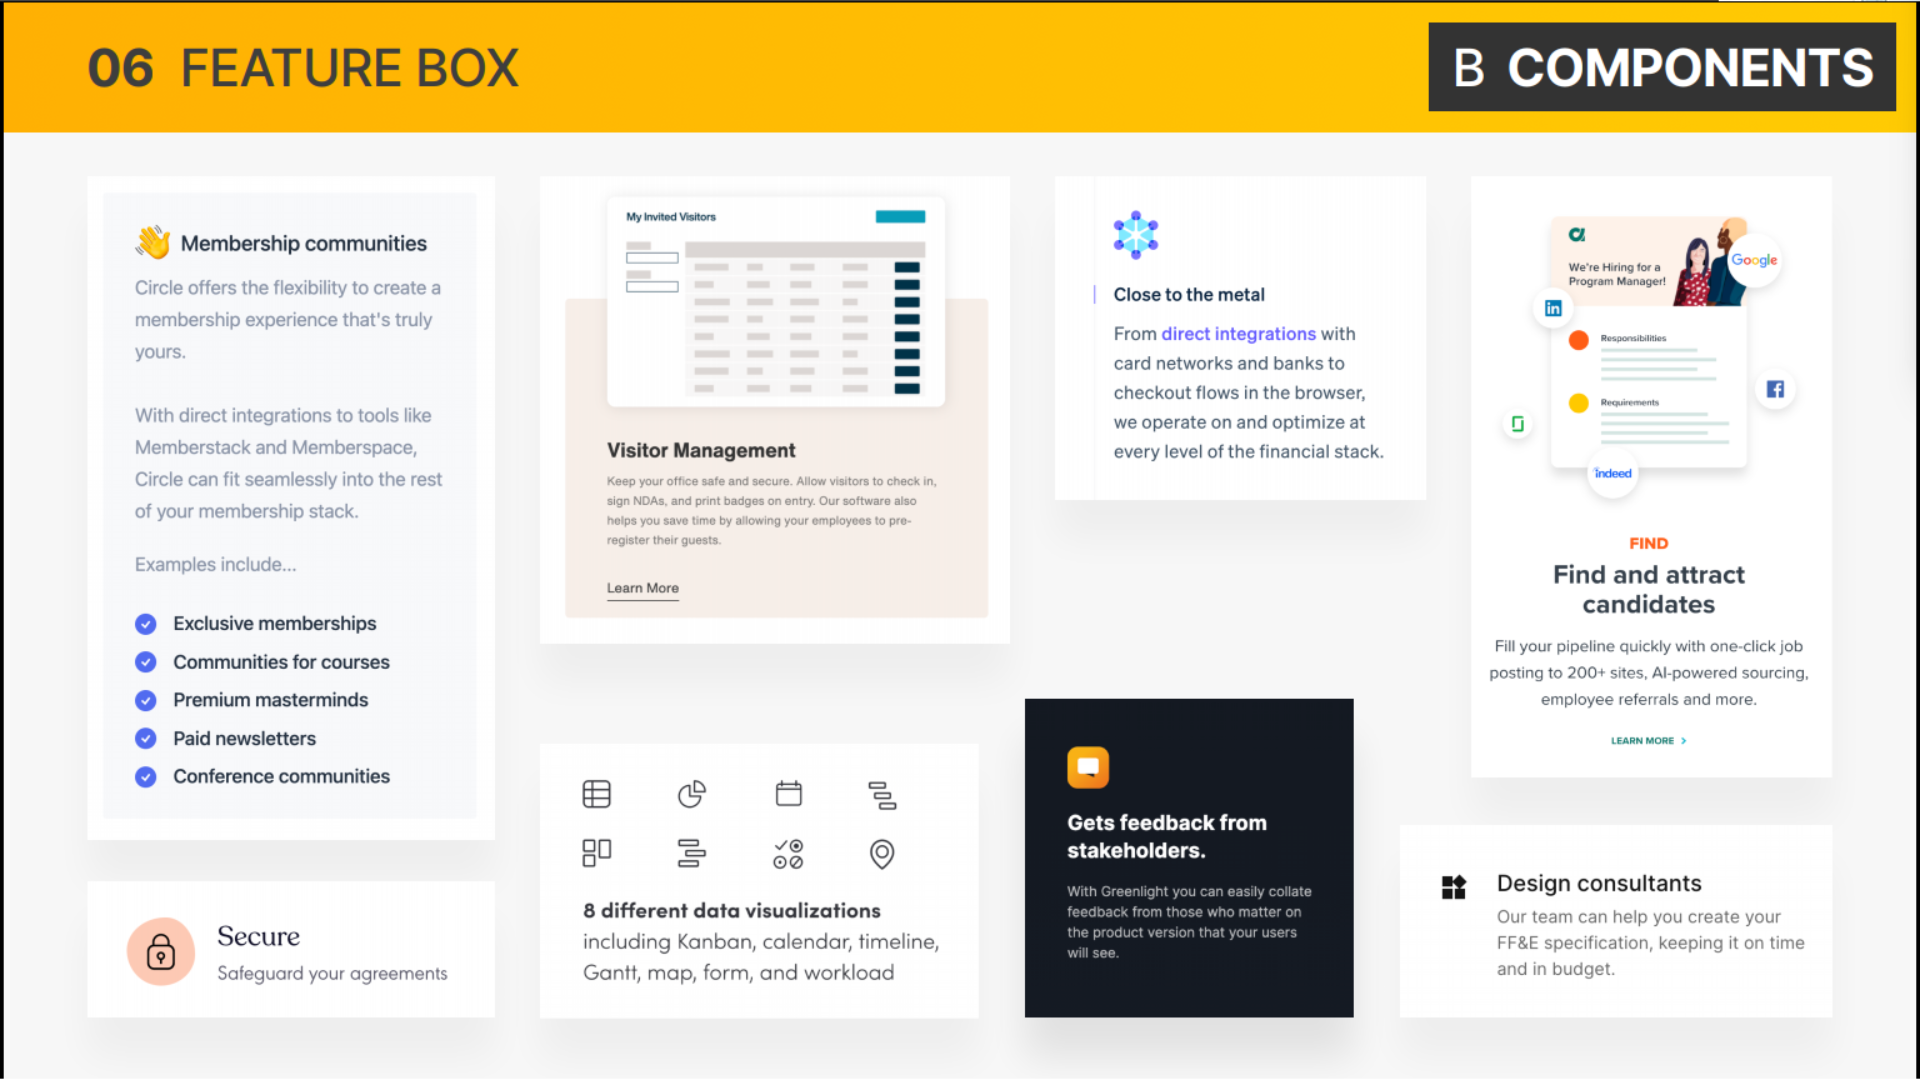 06 FEATURE BOX
B COMPONENTS
Membership communities
Circle offers the flexibility to create a
membership experience that's truly
yours.
With direct integrations to tools like
Memberstack and Memberspace,
Circle can fit seamlessly into the rest
of your membership stack.
Examples include...
Exclusive memberships
Communities for courses
Premium masterminds
Paid newsletters
Conference communities
My Invited Visitors
Visitor Management
Keep your office safe and secure. Allow visitors to check in,
sign NDAs, and print badges on entry. Our software also
helps you save time by allowing your employees to pre-
register their guests.
Learn More
Close to the metal
From direct integrations with
card networks and banks to
checkout flows in the browser,
we operate on and optimize at
every level of the financial stack.
We're Hiring for a
Program Manager!
Google
in
Responsibilities
f
Requirements
indeed
FIND
Find and attract
candidates
Fill your pipeline quickly with one-click job
posting to 200+ sites, AI-powered sourcing,
employee referrals and more.
LEARN MORE >
Secure
Safeguard your agreements
8 different data visualizations
including Kanban, calendar, timeline,
Gantt, map, form, and workload
Gets feedback from
stakeholders.
With Greenlight you can easily collate
feedback from those who matter on
the product version that your users
will see.
Design consultants
Our team can help you create your
FF&E specification, keeping it on time
and in budget.